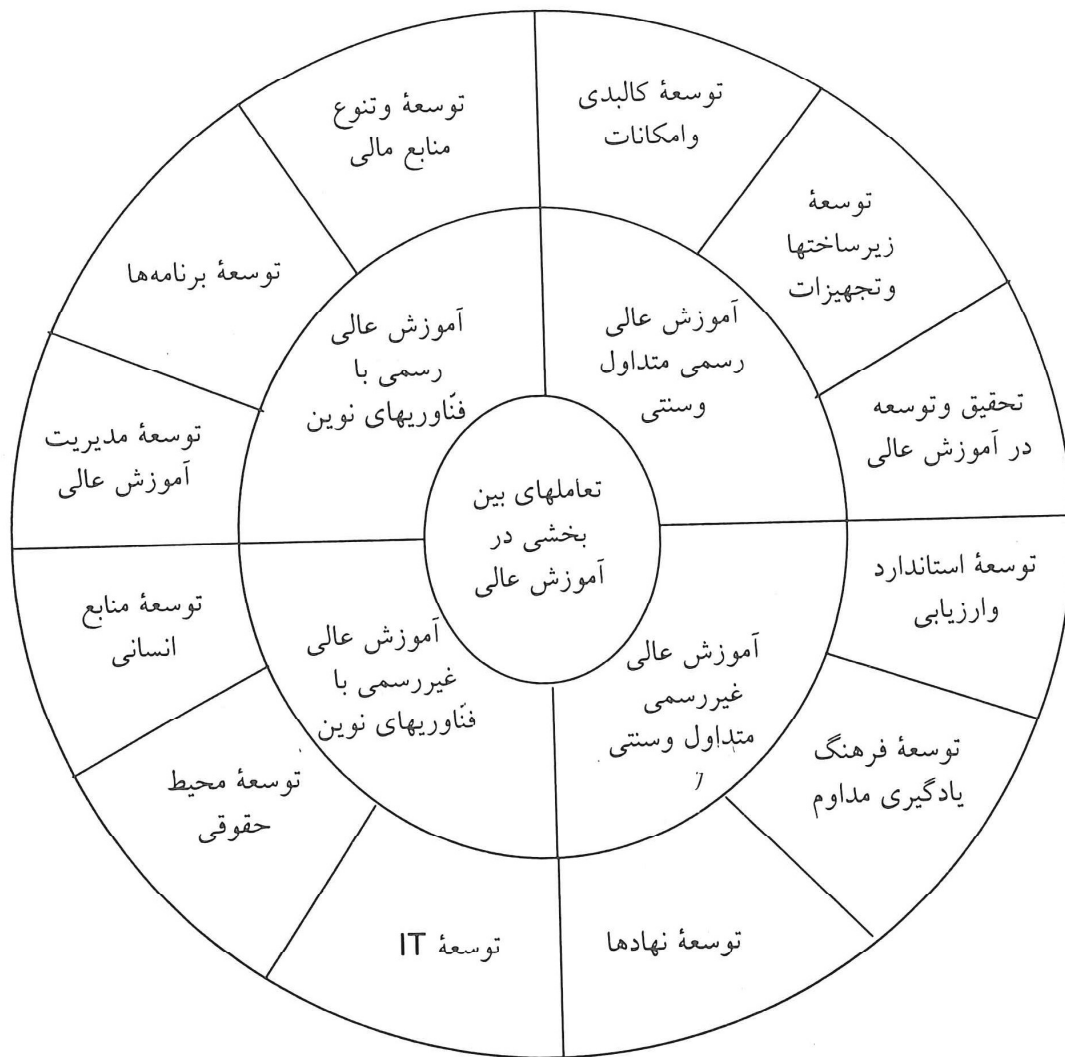 توسعهٔ کالبدی
وامکانات
توسعهٔ
زیرساختها
وتجهیزات
تحقیق وتوسعه
در آموزش عالی
توسعهٔ استاندارد
وارزیابی
توسعهٔ فرهنگ
یادگیری مداوم
توسعهٔ نهادها
توسعهٔ IT
توسعهٔ محیط
حقوقی
توسعهٔ منابع
انسانی
توسعهٔ مدیریت
آموزش عالی
توسعهٔ برنامه‌ها
توسعهٔ وتنوع
منابع مالی
آموزش عالی
رسمی متداول
وسنتی
آموزش عالی
غیررسمی
متداول وسنتی
آموزش عالی
غیررسمی با
فنّاوریهای نوین
آموزش عالی
رسمی با
فنّاوریهای نوین
تعاملهای بین
بخشی در
آموزش عالی